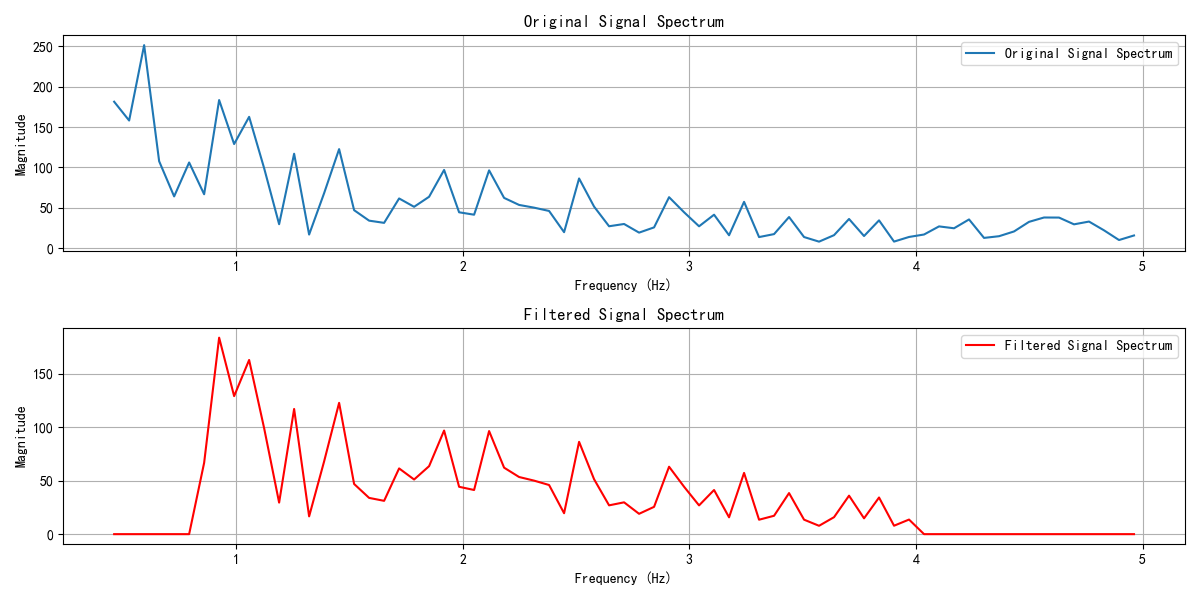 Original Signal Spectrum
250
200
150
100
50
0
Magnitude
Original Signal Spectrum
1
2
3
4
5
Frequency (Hz)
Filtered Signal Spectrum
150
100
50
0
Magnitude
Filtered Signal Spectrum
1
2
3
4
5
Frequency (Hz)